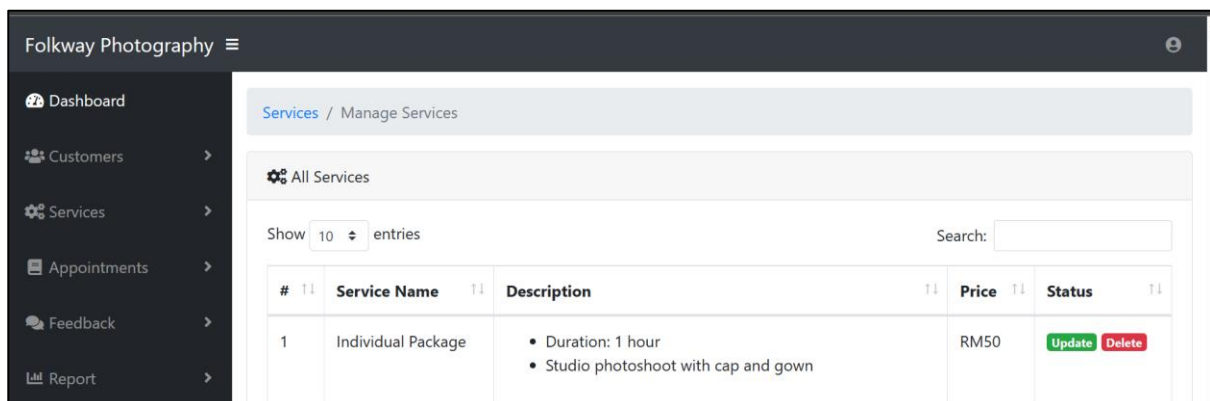 Folkway Photography
Dashboard
Services / Manage Services
Customers
All Services
Services
Show 10 entries
Search:
Appointments
# Service Name Description Price Status
Feedback
1 Individual Package • Duration: 1 hour RM50 Update Delete
• Studio photoshoot with cap and gown
Report